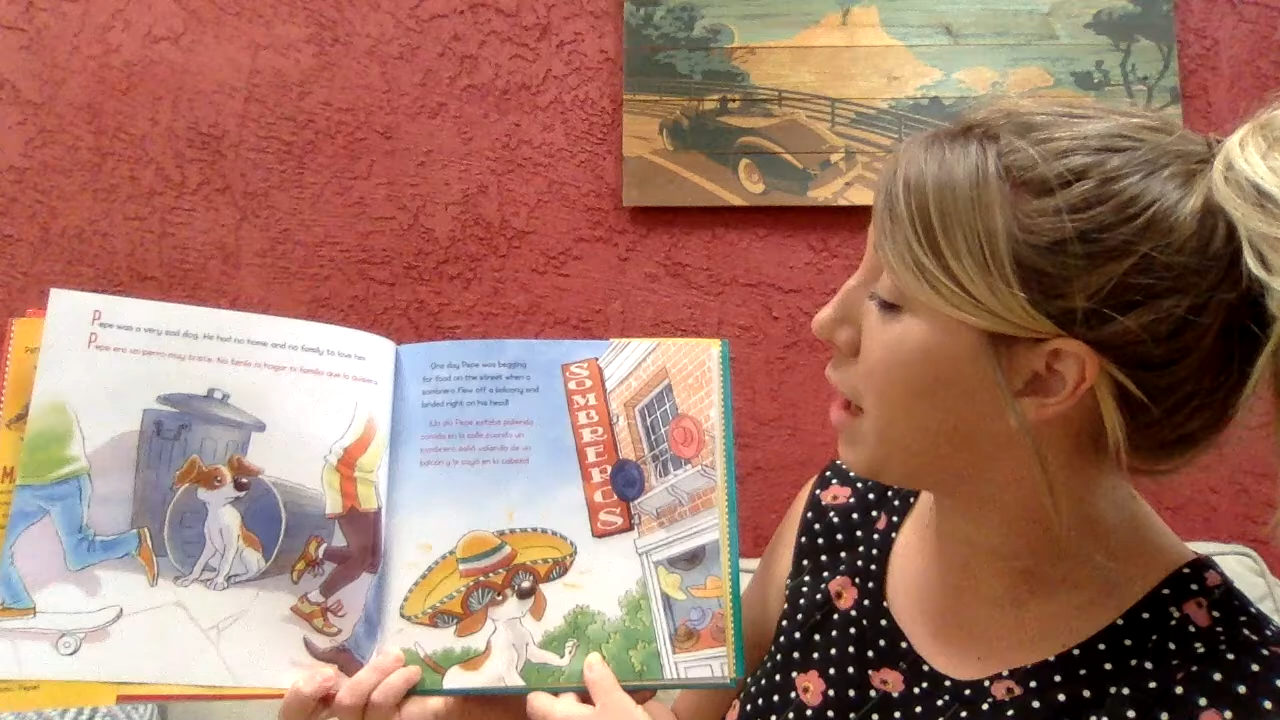 Pepe was a very sad dog. He had no home and no family to love him.
Pepe era un perro muy triste. No tenía ni hogar ni familia que lo quisiera.
One day Pepe was begging
for food on the street when a
sombrero flew off a balcony and
landed right on his head!
¡Un día Pepe estaba pidiendo
comida en la calle cuando un
sombrero salió volando de un
balcón y le cayó en la cabeza!
SOMBREROS